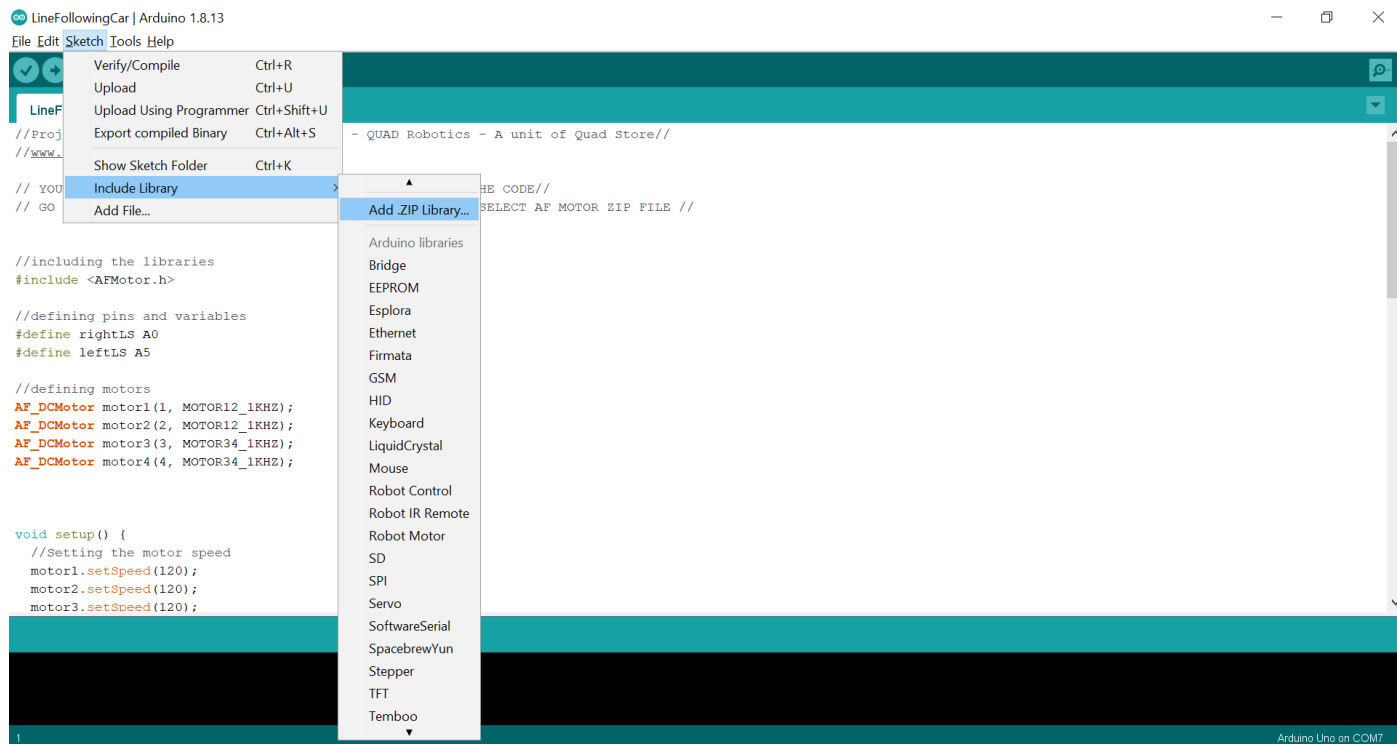 LineFollowingCar | Arduino 1.8.13
File Edit Sketch Tools Help
Verify/Compile Ctrl+R
Upload Ctrl+U
Upload Using Programmer Ctrl+Shift+U
Export compiled Binary Ctrl+Alt+S
Show Sketch Folder Ctrl+K
Include Library
Add File...
LineF
//Proj - QUAD Robotics - A unit of Quad Store//
//www.
// YOU HE CODE//
// GO SELECT AF MOTOR ZIP FILE //
//including the libraries
#include <AFMotor.h>
//defining pins and variables
#define rightLS A0
#define leftLS A5
//defining motors
AF_DCMotor motor1(1, MOTOR12_1KHZ);
AF_DCMotor motor2(2, MOTOR12_1KHZ);
AF_DCMotor motor3(3, MOTOR34_1KHZ);
AF_DCMotor motor4(4, MOTOR34_1KHZ);
void setup() {
//Setting the motor speed
motor1.setSpeed(120);
motor2.setSpeed(120);
motor3.setSpeed(120);
Add .ZIP Library...
Arduino libraries
Bridge
EEPROM
Esplora
Ethernet
Firmata
GSM
HID
Keyboard
LiquidCrystal
Mouse
Robot Control
Robot IR Remote
Robot Motor
SD
SPI
Servo
SoftwareSerial
SpacebrewYun
Stepper
TFT
Temboo
1
Arduino Uno on COM7